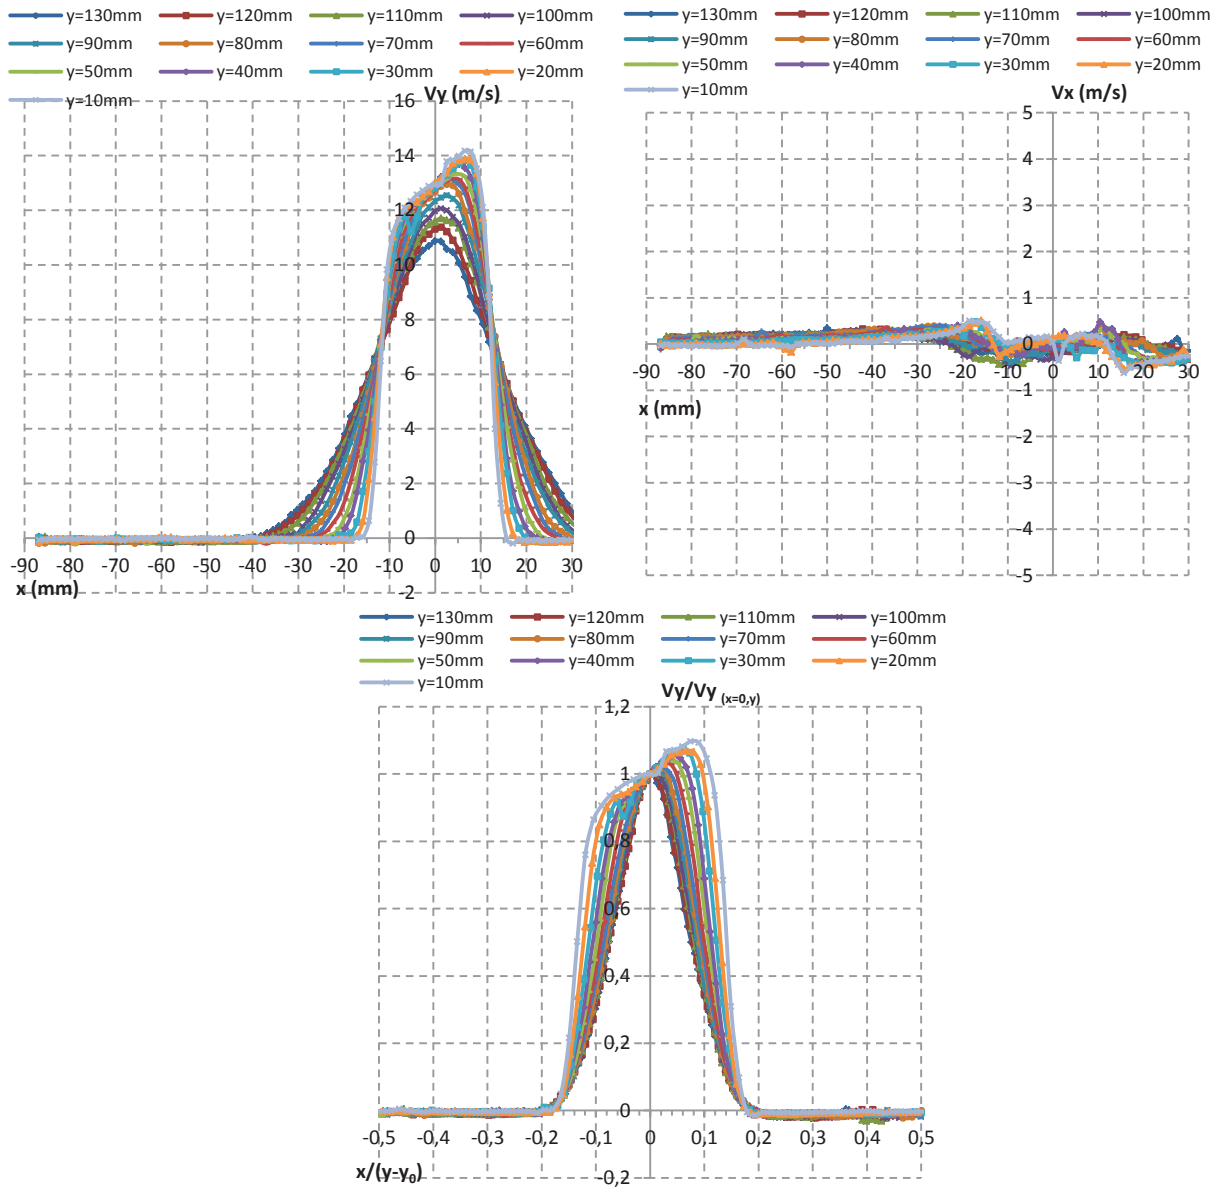 y=130mm y=120mm y=110mm y=100mm
y=90mm y=80mm y=70mm y=60mm
y=50mm y=40mm y=30mm y=20mm
y=10mm
Vy (m/s)
16
14
12
10
8
6
4
2
0
-2
-90 -80 -70 -60 -50 -40 -30 -20 -10 0 10 20 30
x (mm)
y=130mm y=120mm y=110mm y=100mm
y=90mm y=80mm y=70mm y=60mm
y=50mm y=40mm y=30mm y=20mm
y=10mm
Vx (m/s)
5
4
3
2
1
0
-1
-2
-3
-4
-5
-90 -80 -70 -60 -50 -40 -30 -20 -10 0 10 20 30
x (mm)
y=130mm y=120mm y=110mm y=100mm
y=90mm y=80mm y=70mm y=60mm
y=50mm y=40mm y=30mm y=20mm
y=10mm
Vy/Vy (x=0,y)
1,2
1
0,8
0,6
0,4
0,2
0
-0,2
-0,5 -0,4 -0,3 -0,2 -0,1 0 0,1 0,2 0,3 0,4 0,5
x/(y-y0)